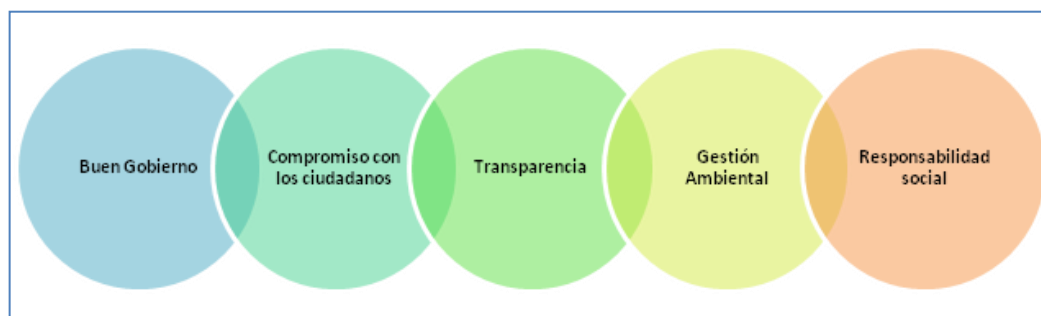 Buen Gobierno
Compromiso con
los ciudadanos
Transparencia
Gestión
Ambiental
Responsabilidad
social